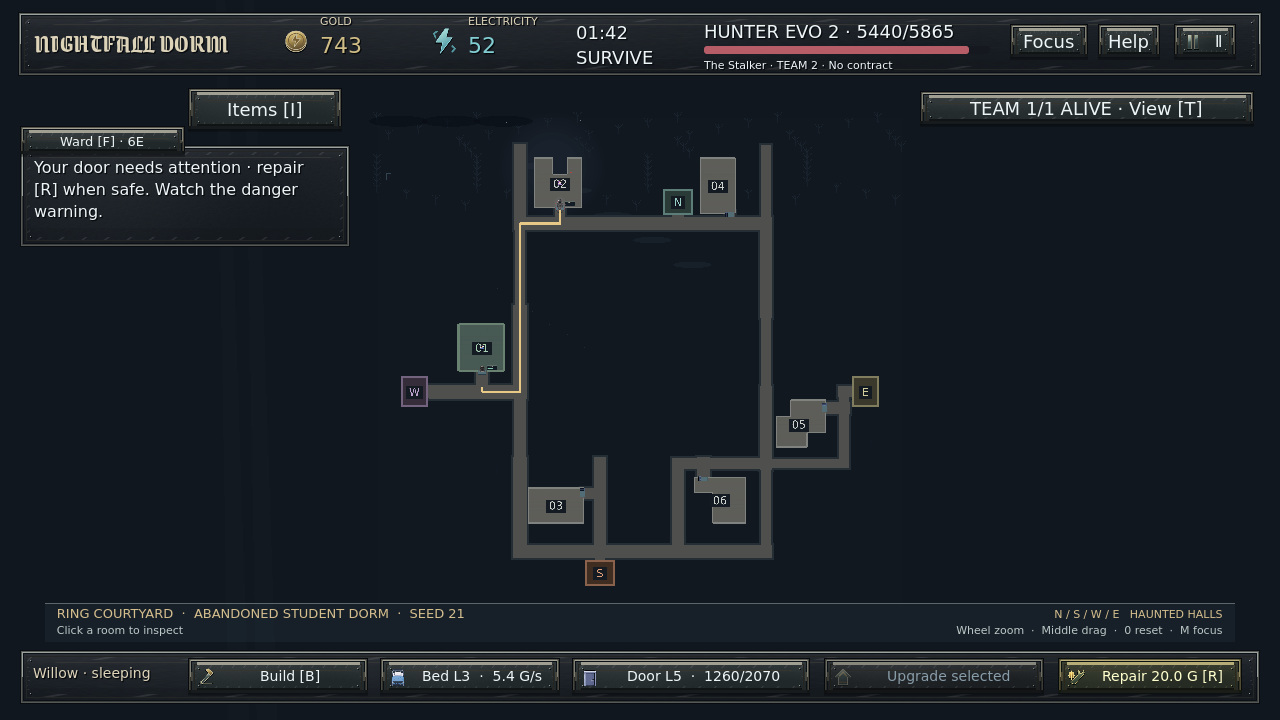 NIGHTFALL DORM
GOLD
743
ELECTRICITY
52
01:42
SURVIVE
HUNTER EVO 2 · 5440/5865
The Stalker · TEAM 2 · No contract
Focus
Help
II
Items [I]
TEAM 1/1 ALIVE · View [T]
Ward [F] · 6E
Your door needs attention · repair
[R] when safe. Watch the danger
warning.
02
04
N
01
W
E
05
03
06
S
RING COURTYARD · ABANDONED STUDENT DORM · SEED 21
Click a room to inspect
N / S / W / E HAUNTED HALLS
Wheel zoom · Middle drag · 0 reset · M focus
Willow · sleeping
Build [B]
Bed L3 · 5.4 G/s
Door L5 · 1260/2070
Upgrade selected
Repair 20.0 G [R]